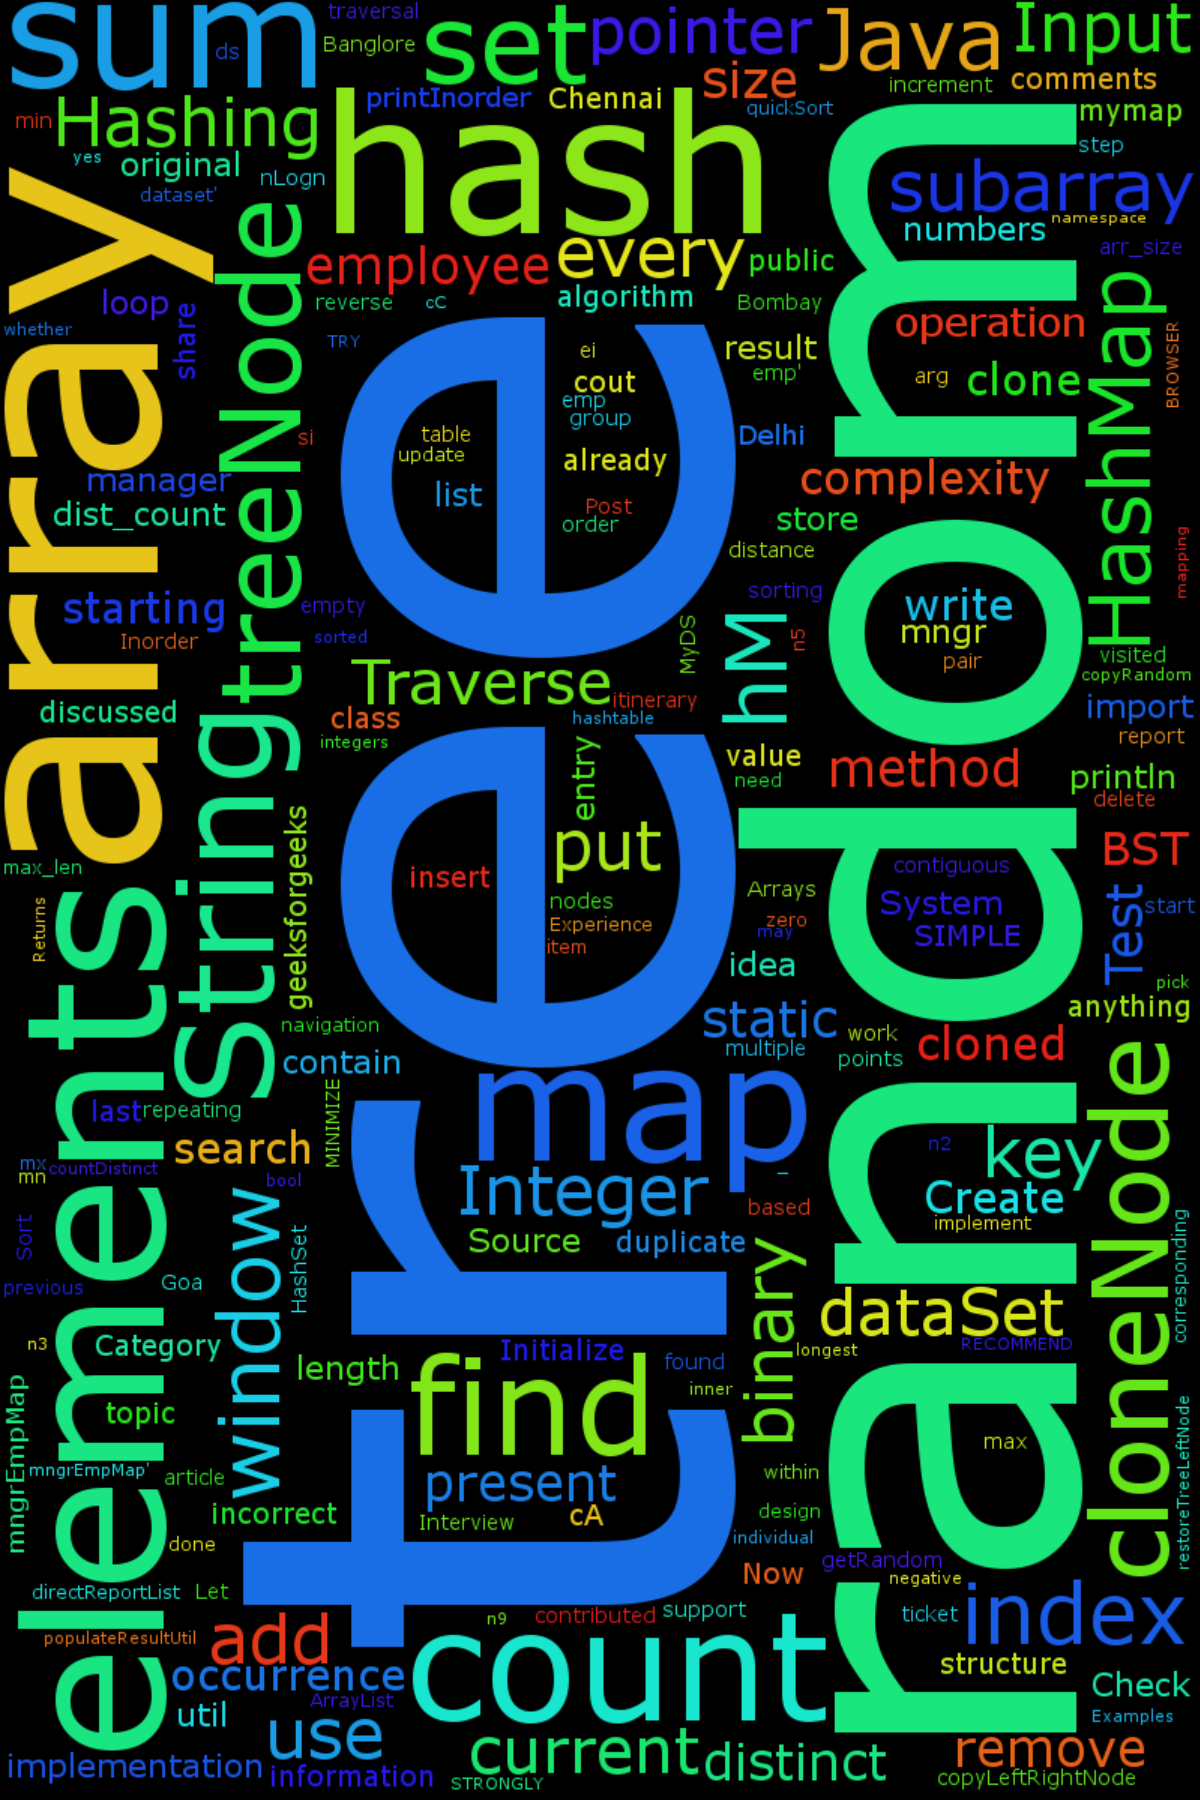 sum
ds
traversal
Banglore
set
pointer
Java
Input
size
increment
comments
min
Hashing
printInorder
Chennai
quickSort
mymap
yes
original
nLogn
hash
step
dataset'
subarray
namespace
numbers
array
treeNode
employee
every
public
arr_size
random
loop
share
reverse
cC
algorithm
Bombay
HashMap
whether
TRY
tree
ei
result
operation
BROWSER
cout
emp'
arg
clone
emp
group
table
update
si
already
Delhi
manager
list
complexity
dist_count
Post
order
store
distance
mapping
starting
empty
sorting
write
Inorder
sorted
MyDS
hM
n5
mngr
pair
visited
copyRandom
discussed
Traverse
itinerary
class
hashtable
import
integers
entry
value
report
String
need
method
println
delete
geeksforgeeks
put
max_len
insert
contiguous
BST
Returns
nodes
Arrays
System
Test
start
Experience
zero
item
may
SIMPLE
idea
elements
pick
navigation
static
work
anything
contain
multiple
points
cloned
map
last
repeating
MINIMIZE
cloneNode
search
n2
key
mx
countDistinct
mn
bool
Integer
_
Create
window
based
implement
Sort
HashSet
Source
duplicate
binary
corresponding
previous
Goa
dataSet
n3
Category
Initialize
longest
RECOMMEND
length
found
find
inner
mngrEmpMap
topic
max
restoreTreeLeftNode
mngrEmpMap'
article
present
within
incorrect
Interview
cA
design
done
individual
getRandom
directReportList
Let
Now
negative
n9
contributed
support
ticket
index
populateResultUtil
add
count
occurrence
structure
util
ArrayList
Check
use
Examples
current
distinct
remove
implementation
information
STRONGLY
copyLeftRightNode